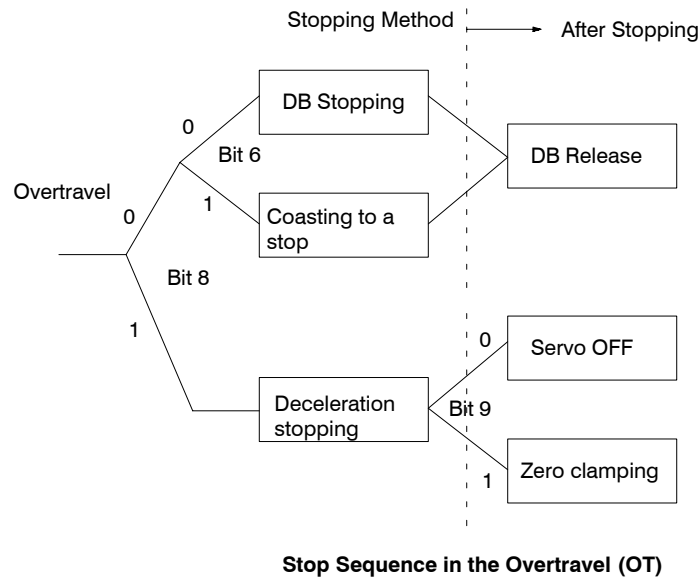 Stopping Method
After Stopping
DB Stopping
0
Bit 6
DB Release
Overtravel
0
1
Coasting to a
stop
Bit 8
1
0
Servo OFF
Deceleration
stopping
Bit 9
1
Zero clamping
Stop Sequence in the Overtravel (OT)